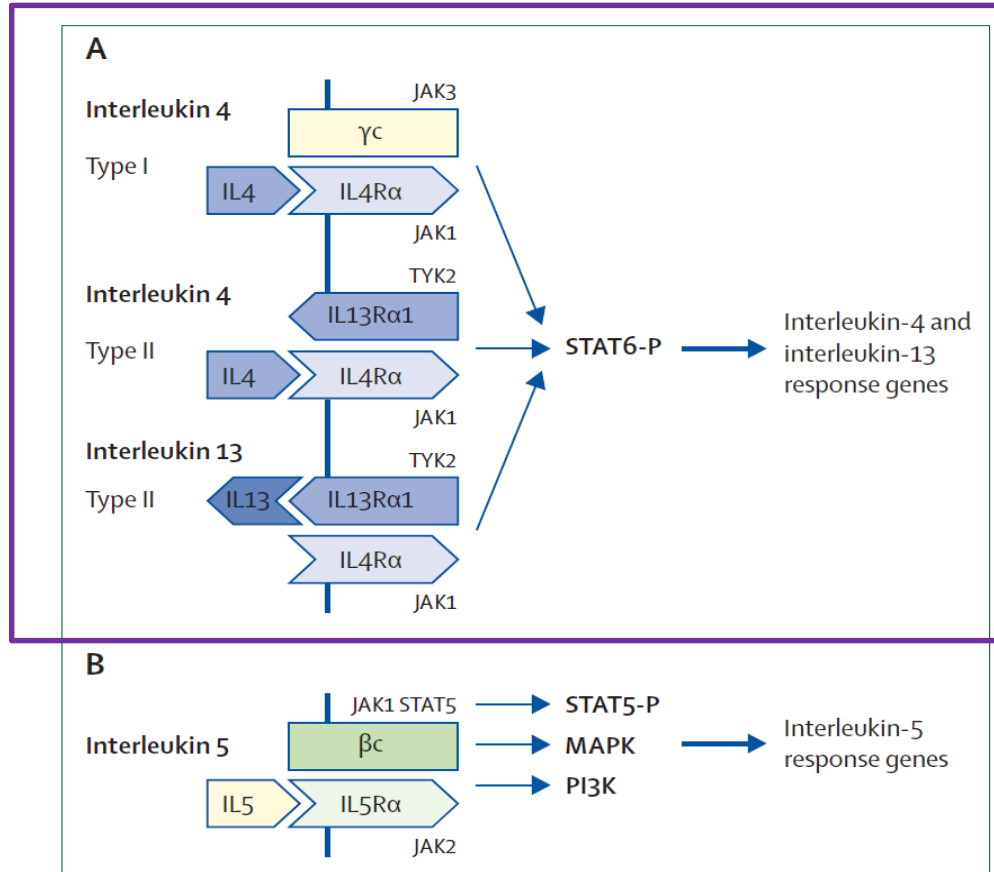 A
Interleukin 4
Type I
JAK3
γc
IL4
IL4Rα
JAK1
Interleukin 4
Type II
TYK2
IL13Rα1
IL4
IL4Rα
JAK1
Interleukin 13
Type II
TYK2
IL13
IL13Rα1
IL4Rα
JAK1
STAT6-P
Interleukin-4 and
interleukin-13
response genes
B
Interleukin 5
JAK1 STAT5
βc
IL5
IL5Rα
JAK2
STAT5-P
MAPK
PI3K
Interleukin-5
response genes